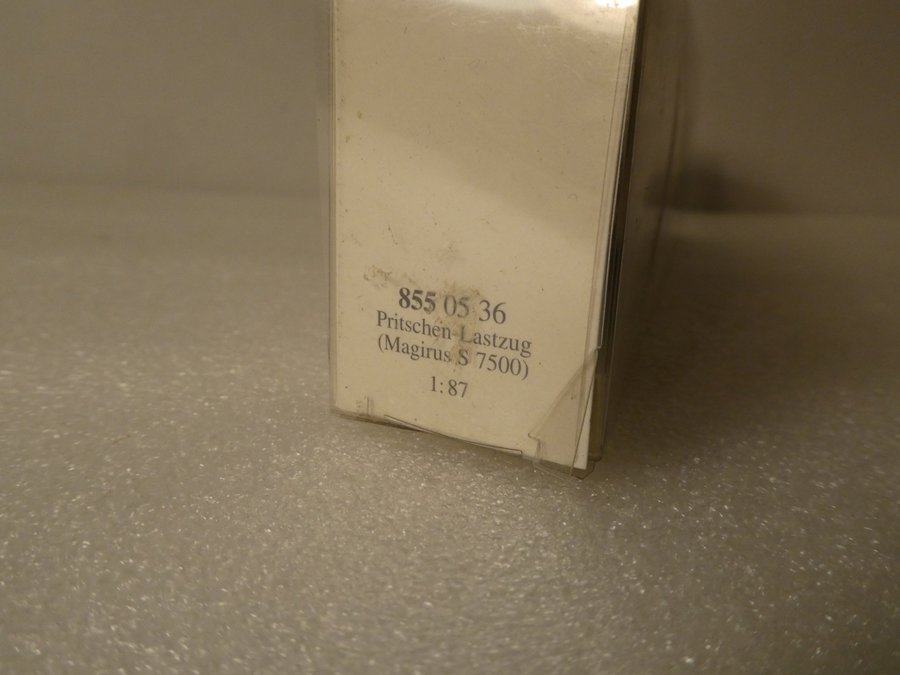 855 05 36
Pritschen-Lastzug
(Magirus S 7500)
1:87